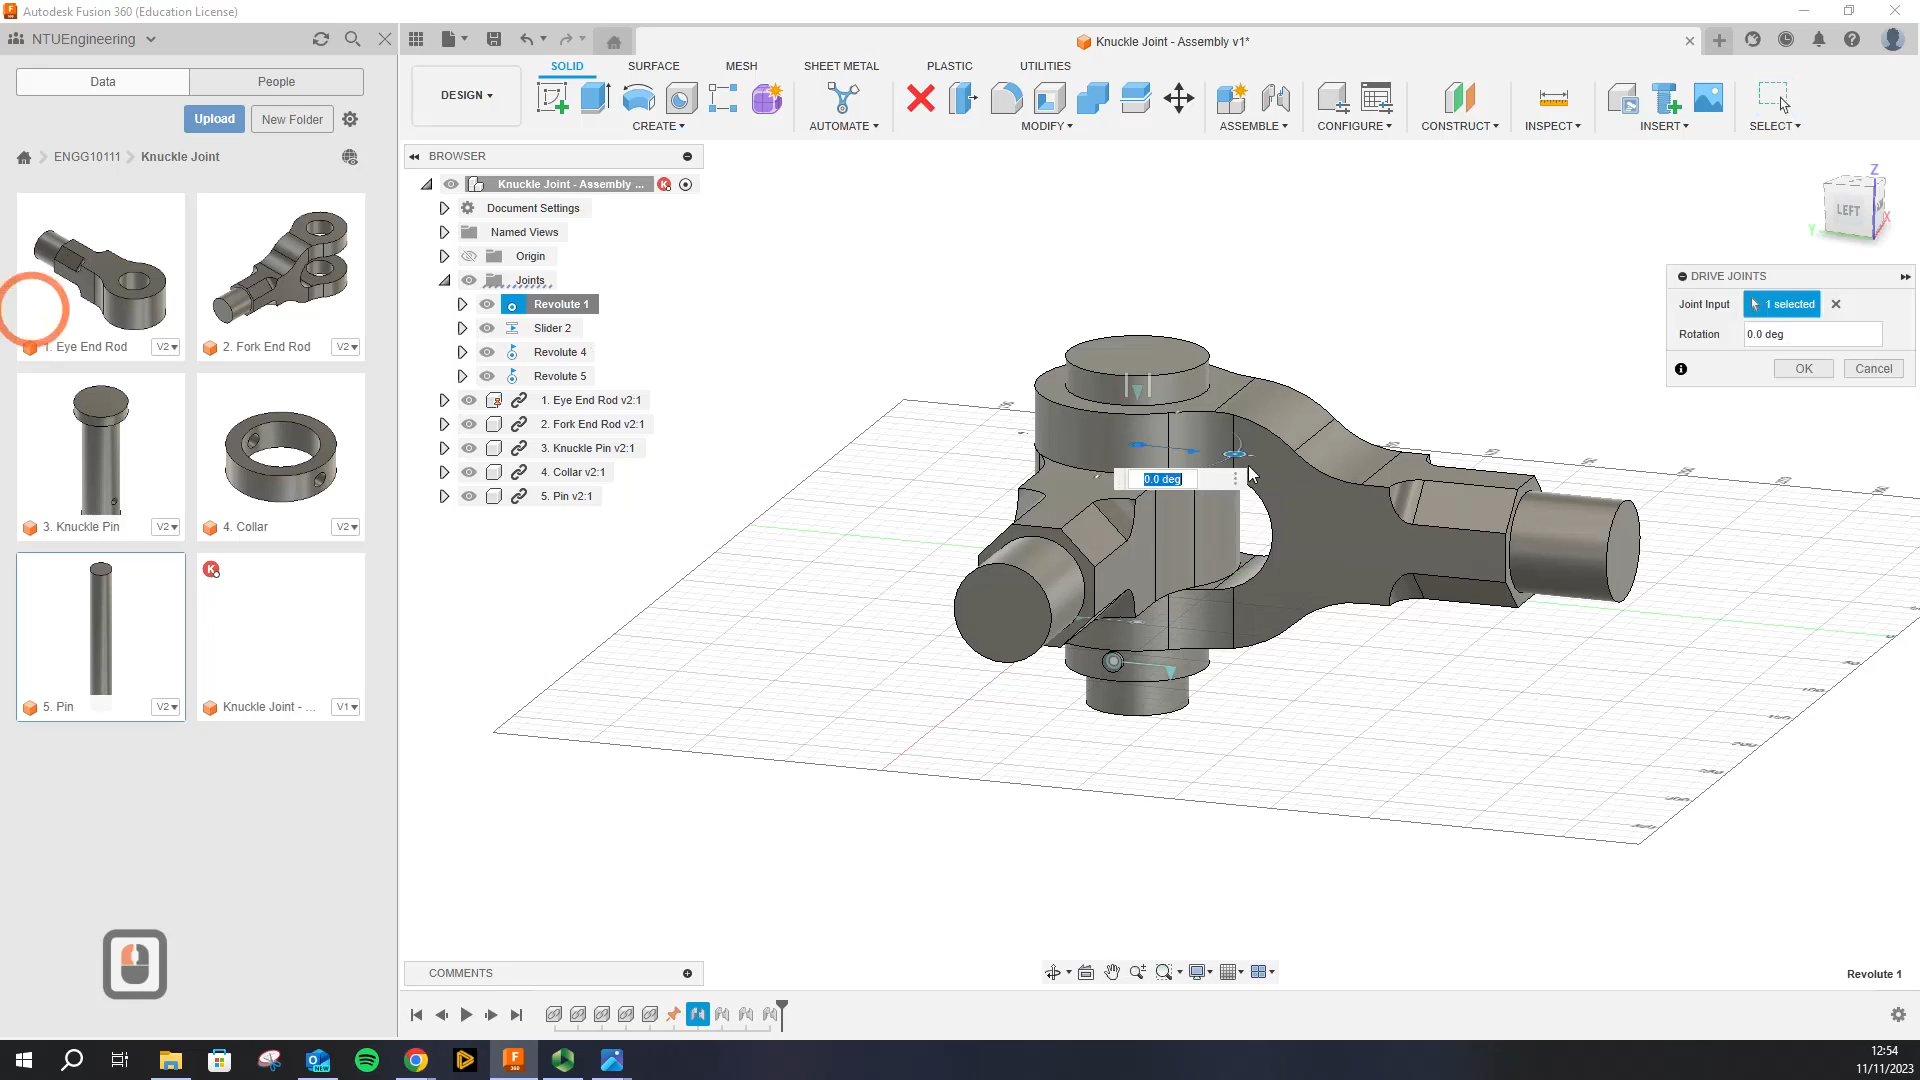 Autodesk Fusion 360 (Education License)
NTUEngineering
Knuckle Joint - Assembly v1*
Data
People
Upload
New Folder
ENGG10111
Knuckle Joint
1. Eye End Rod
V2
2. Fork End Rod
V2
3. Knuckle Pin
V2
4. Collar
V2
5. Pin
V2
Knuckle Joint - ...
V1
SOLID
SURFACE
MESH
SHEET METAL
PLASTIC
UTILITIES
DESIGN
CREATE
AUTOMATE
MODIFY
ASSEMBLE
CONFIGURE
CONSTRUCT
INSPECT
INSERT
SELECT
BROWSER
Knuckle Joint - Assembly ...
Document Settings
Named Views
Origin
Joints
Revolute 1
Slider 2
Revolute 4
Revolute 5
1. Eye End Rod v2:1
2. Fork End Rod v2:1
3. Knuckle Pin v2:1
4. Collar v2:1
5. Pin v2:1
Z
LEFT
Y
X
DRIVE JOINTS
Joint Input
1 selected
Rotation
0.0 deg
OK
Cancel
0.0 deg
COMMENTS
Revolute 1
12:54
11/11/2023